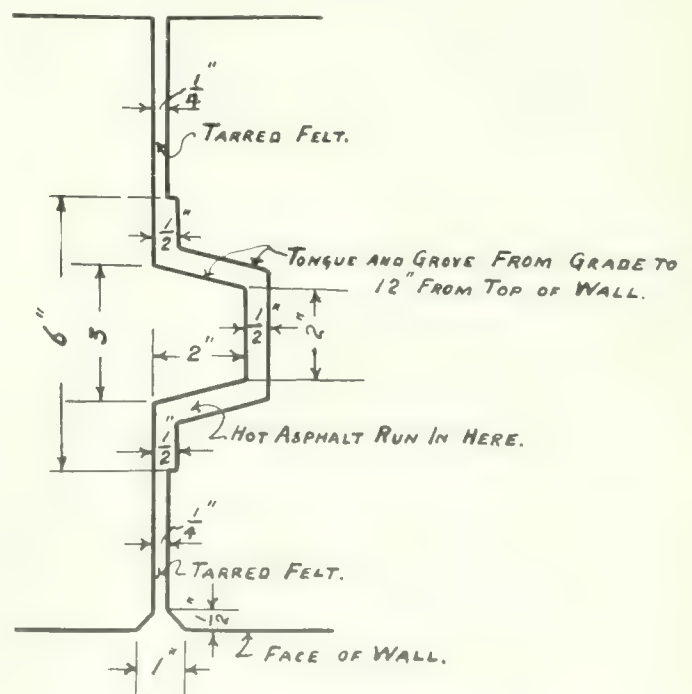 1/4"
TARRED FELT.
1/2"
TONGUE AND GROVE FROM GRADE TO
12" FROM TOP OF WALL.
6"
3
2"
1/2"
2"
1/2"
HOT ASPHALT RUN IN HERE.
1/4"
TARRED FELT.
1/2"
1"
FACE OF WALL.